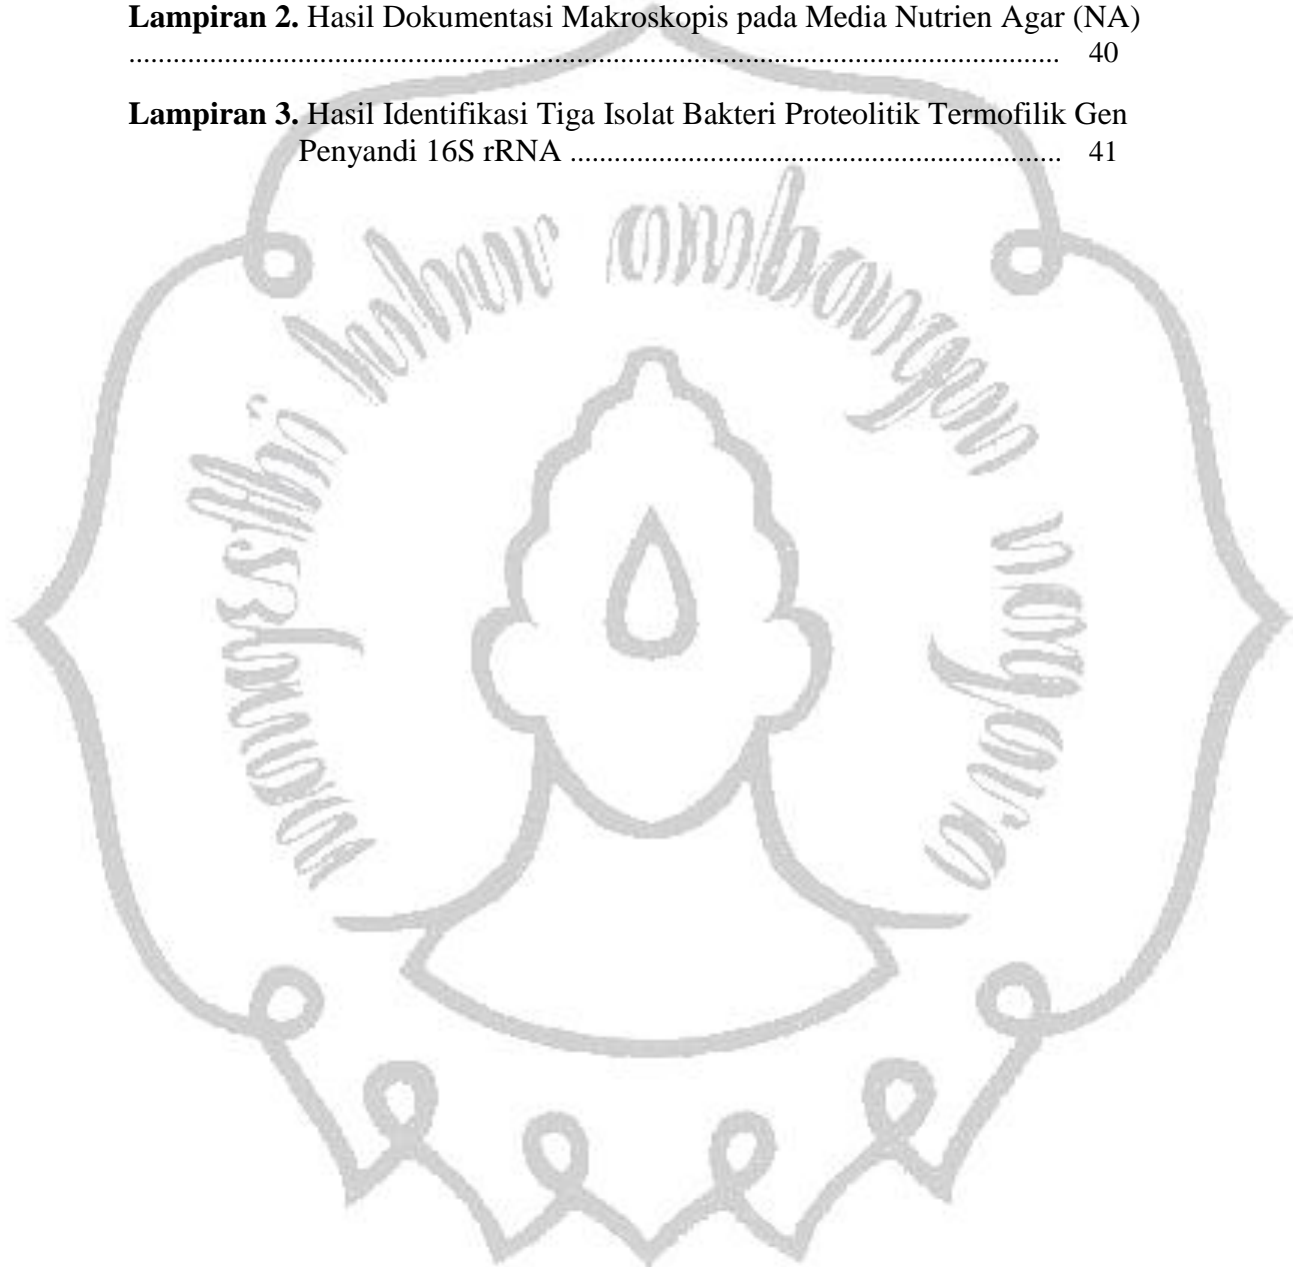 Lampiran 2. Hasil Dokumentasi Makroskopis pada Media Nutrien Agar (NA)
............................................................................................................................... 40
Lampiran 3. Hasil Identifikasi Tiga Isolat Bakteri Proteolitik Termofilik Gen
Penyandi 16S rRNA ................................................................... 41